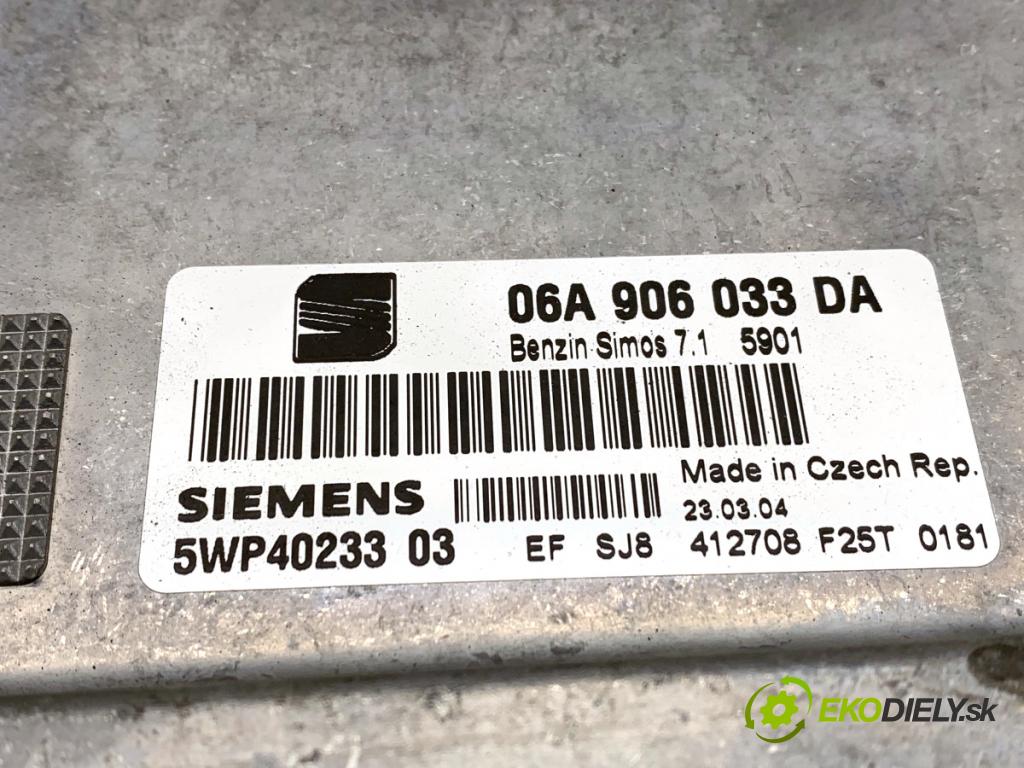 06A 906 033 DA
Benzin Simos 7.1 5901
SIEMENS
Made in Czech Rep.
23.03.04
5WP40233 03 EF SJ8 412708 F25T 0181
EKODIELY.sk